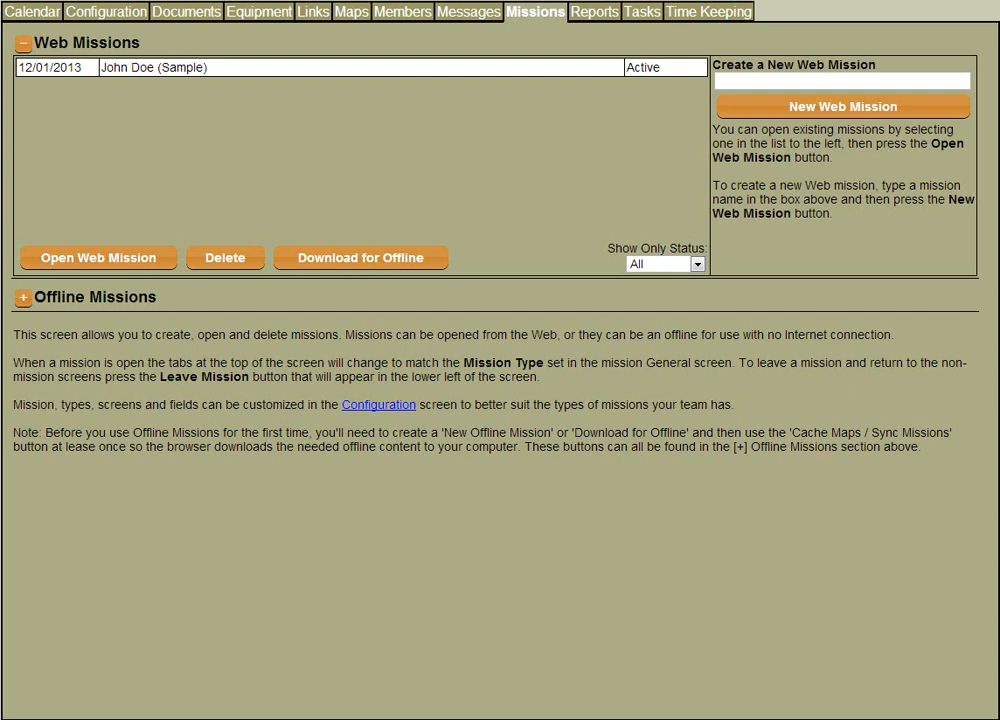 Calendar Configuration Documents Equipment Links Maps Members Messages Missions Reports Tasks Time Keeping
− Web Missions
12/01/2013 John Doe (Sample) Active
Create a New Web Mission
New Web Mission
You can open existing missions by selecting
one in the list to the left, then press the Open
Web Mission button.
To create a new Web mission, type a mission
name in the box above and then press the New
Web Mission button.
Open Web Mission Delete Download for Offline
Show Only Status:
All
+ Offline Missions
This screen allows you to create, open and delete missions. Missions can be opened from the Web, or they can be an offline for use with no Internet connection.
When a mission is open the tabs at the top of the screen will change to match the Mission Type set in the mission General screen. To leave a mission and return to the non-
mission screens press the Leave Mission button that will appear in the lower left of the screen.
Mission, types, screens and fields can be customized in the Configuration screen to better suit the types of missions your team has.
Note: Before you use Offline Missions for the first time, you'll need to create a 'New Offline Mission' or 'Download for Offline' and then use the 'Cache Maps / Sync Missions'
button at lease once so the browser downloads the needed offline content to your computer. These buttons can all be found in the [+] Offline Missions section above.